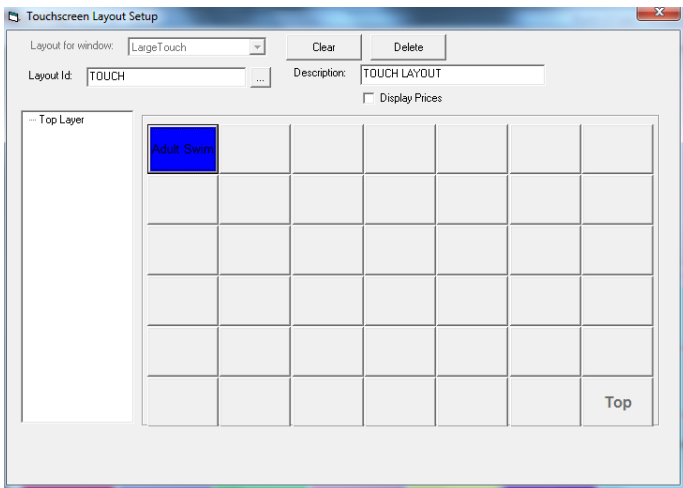 Touchscreen Layout Setup
Layout for window: LargeTouch Clear Delete
Layout Id: TOUCH ... Description: TOUCH LAYOUT
Display Prices
Top Layer
Adult Swim
Top